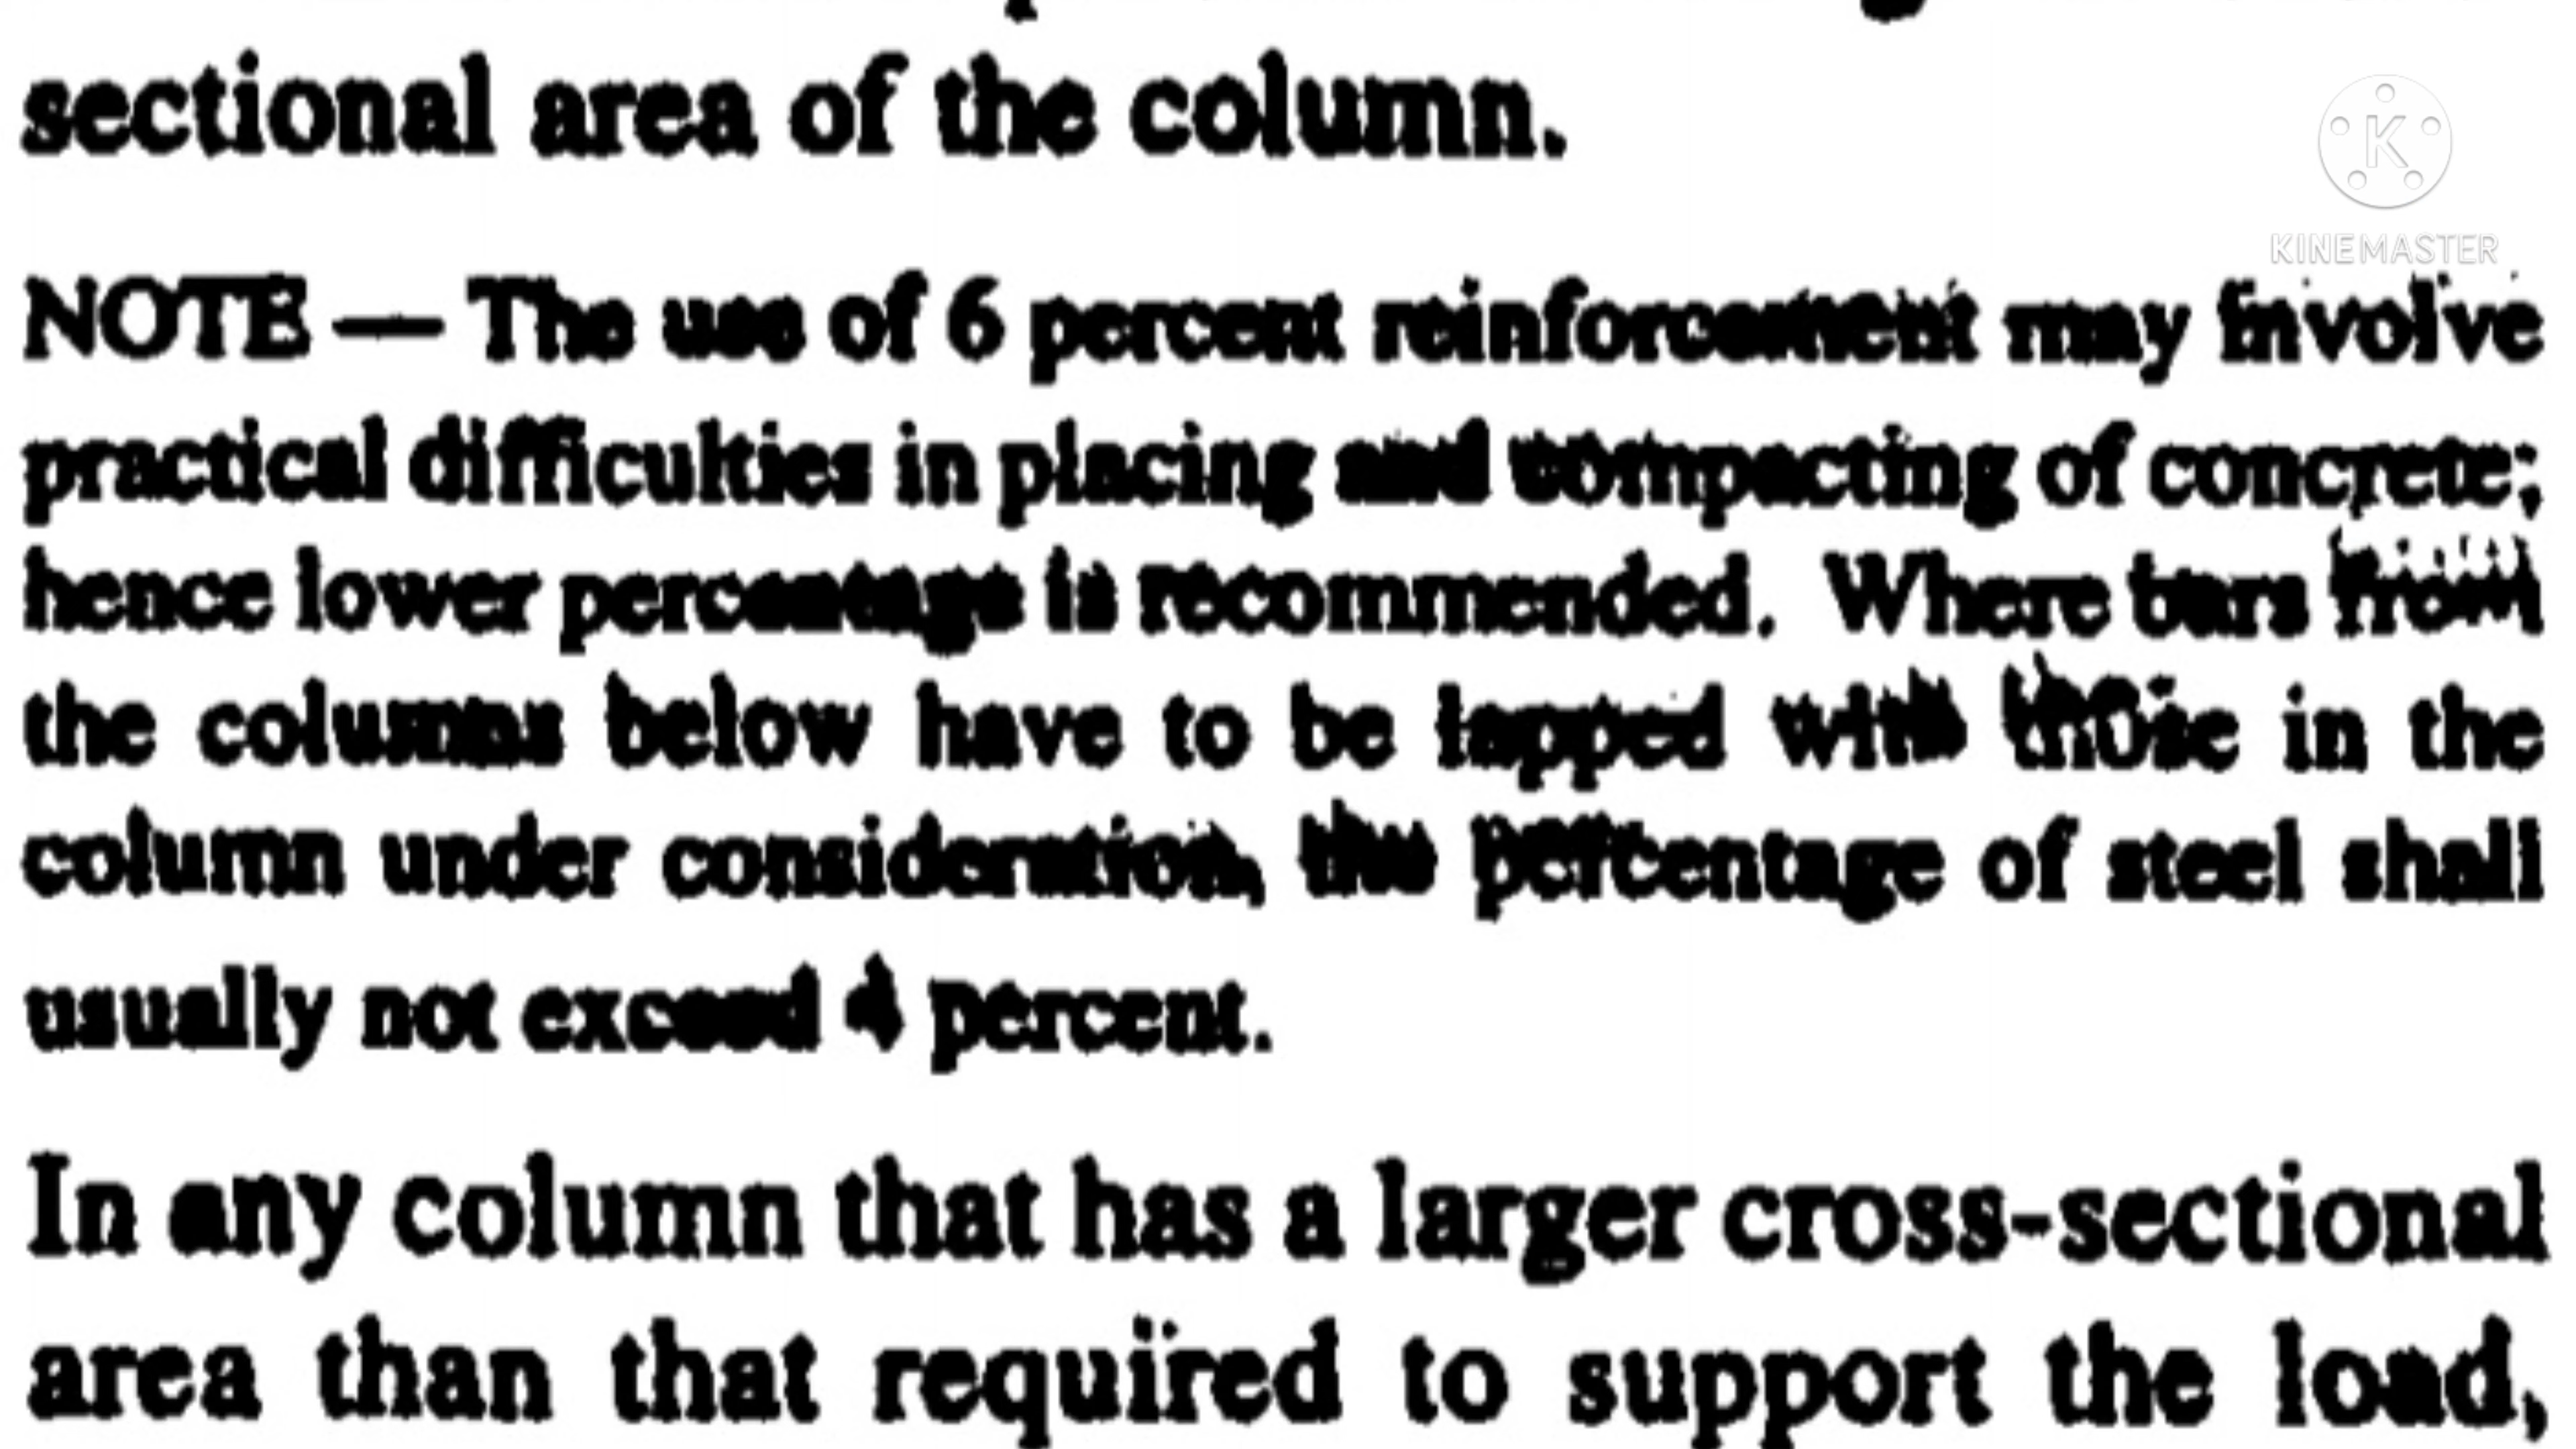 sectional area of the column.
KINEMASTER
NOTE — The use of 6 percent reinforcement may involve
practical difficulties in placing and compacting of concrete;
hence lower percentage is recommended. Where bars from
the columns below have to be lapped with those in the
column under consideration, the percentage of steel shall
usually not exceed 4 percent.
In any column that has a larger cross-sectional
area than that required to support the load,